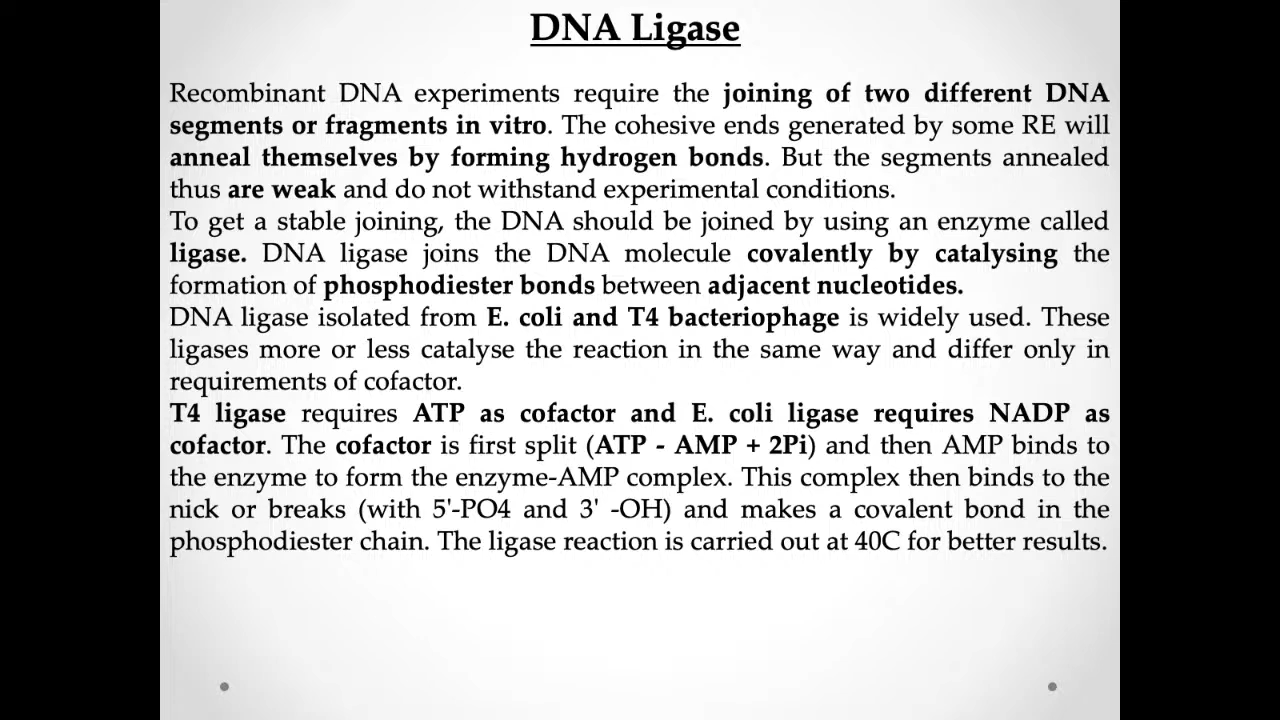 DNA Ligase
Recombinant DNA experiments require the joining of two different DNA
segments or fragments in vitro. The cohesive ends generated by some RE will
anneal themselves by forming hydrogen bonds. But the segments annealed
thus are weak and do not withstand experimental conditions.
To get a stable joining, the DNA should be joined by using an enzyme called
ligase. DNA ligase joins the DNA molecule covalently by catalysing the
formation of phosphodiester bonds between adjacent nucleotides.
DNA ligase isolated from E. coli and T4 bacteriophage is widely used. These
ligases more or less catalyse the reaction in the same way and differ only in
requirements of cofactor.
T4 ligase requires ATP as cofactor and E. coli ligase requires NADP as
cofactor. The cofactor is first split (ATP - AMP + 2Pi) and then AMP binds to
the enzyme to form the enzyme-AMP complex. This complex then binds to the
nick or breaks (with 5'-PO4 and 3' -OH) and makes a covalent bond in the
phosphodiester chain. The ligase reaction is carried out at 40C for better results.